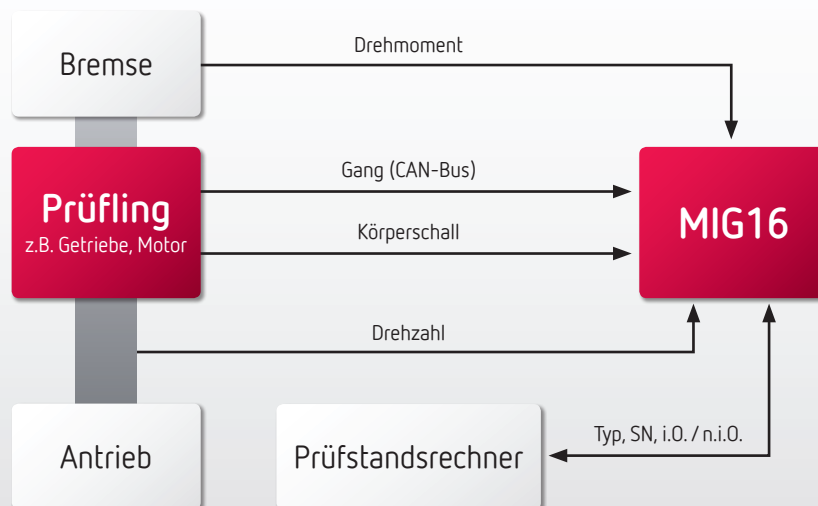 Bremse
Drehmoment
Prüfling
z.B. Getriebe, Motor
Gang (CAN-Bus)
Körperschall
MIG16
Drehzahl
Antrieb
Prüfstandsrechner
Typ, SN, i.O. / n.i.O.